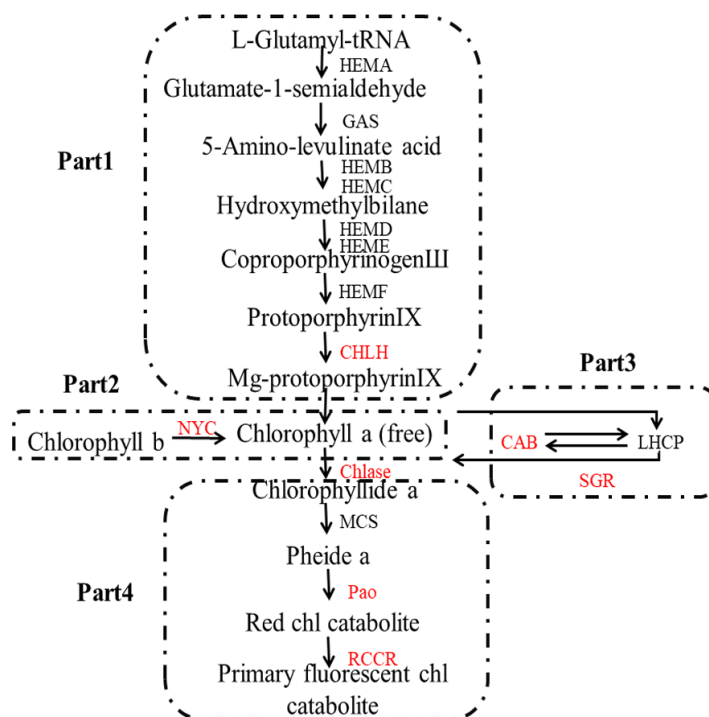 L-Glutamyl-tRNA
HEMA
Glutamate-1-semialdehyde
GAS
Part1
5-Amino-levulinate acid
HEMB
HEMC
Hydroxymethylbilane
HEMD
HEME
CoproporphyrinogenIII
HEMF
ProtoporphyrinIX
CHLH
Part3
Part2
Mg-protoporphyrinIX
Chlorophyll b
NYC
Chlorophyll a (free)
CAB
LHCP
Chlase
SGR
Chlorophyllide a
MCS
Pheide a
Part4
Pao
Red chl catabolite
RCCR
Primary fluorescent chl
catabolite